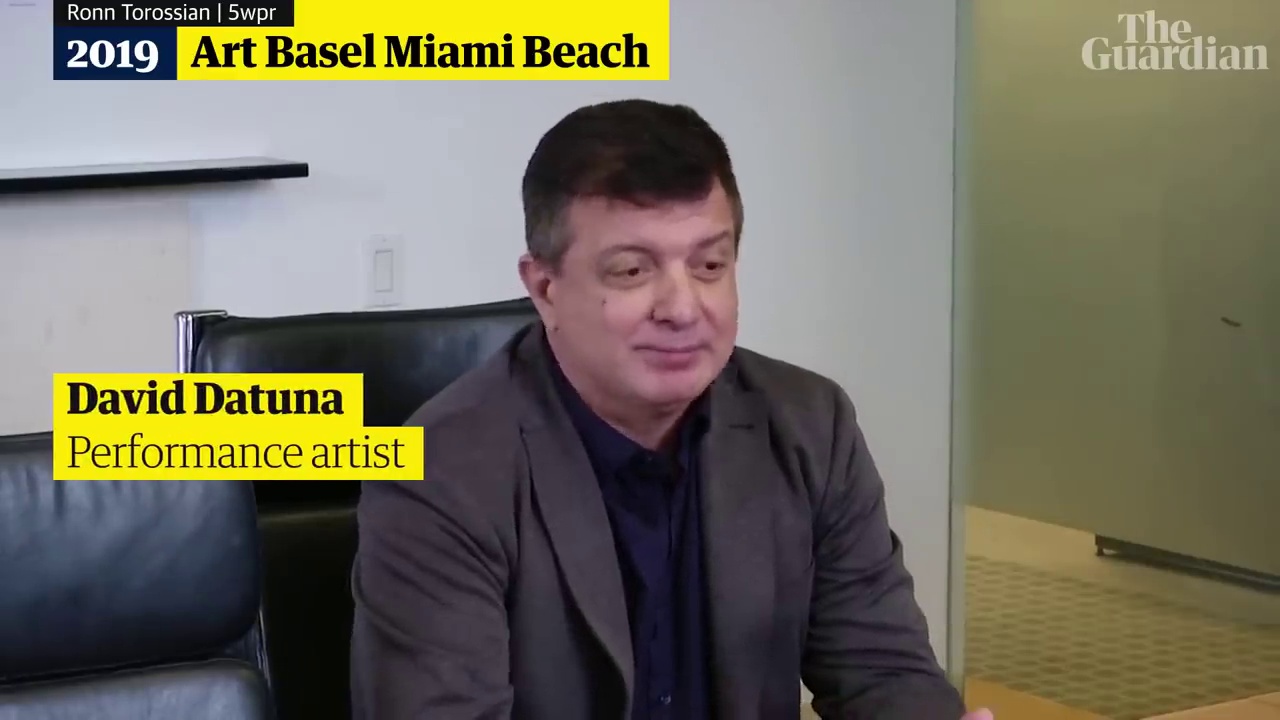 Ronn Torossian | 5wpr
2019 Art Basel Miami Beach
The
Guardian
David Datuna
Performance artist